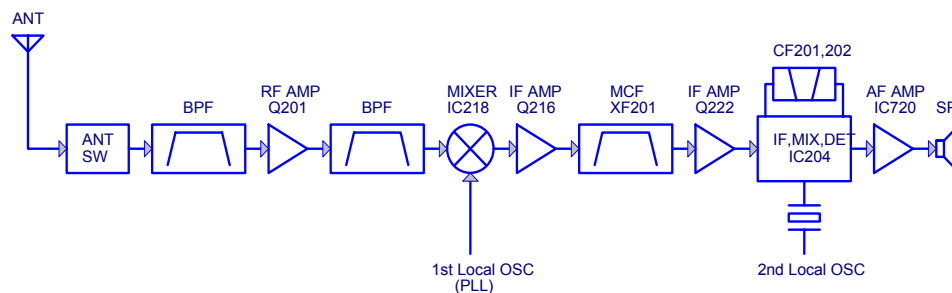 ANT
ANT
SW
BPF
RF AMP
Q201
BPF
MIXER
IC218
IF AMP
Q216
MCF
XF201
IF AMP
Q222
CF201,202
IF,MIX,DET
IC204
AF AMP
IC720
SP
1st Local OSC
(PLL)
2nd Local OSC